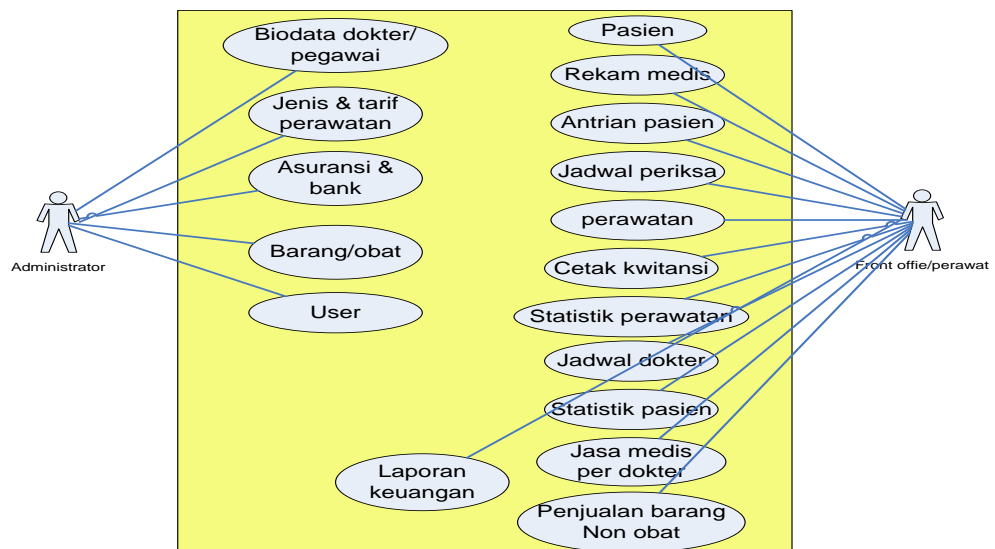 Biodata dokter/
pegawai
Jenis & tarif
perawatan
Asuransi &
bank
Barang/obat
User
Administrator
Pasien
Rekam medis
Antrian pasien
Jadwal periksa
perawatan
Cetak kwitansi
Statistik perawatan
Jadwal dokter
Statistik pasien
Jasa medis
per dokter
Penjualan barang
Non obat
Laporan
keuangan
Front offie/perawat